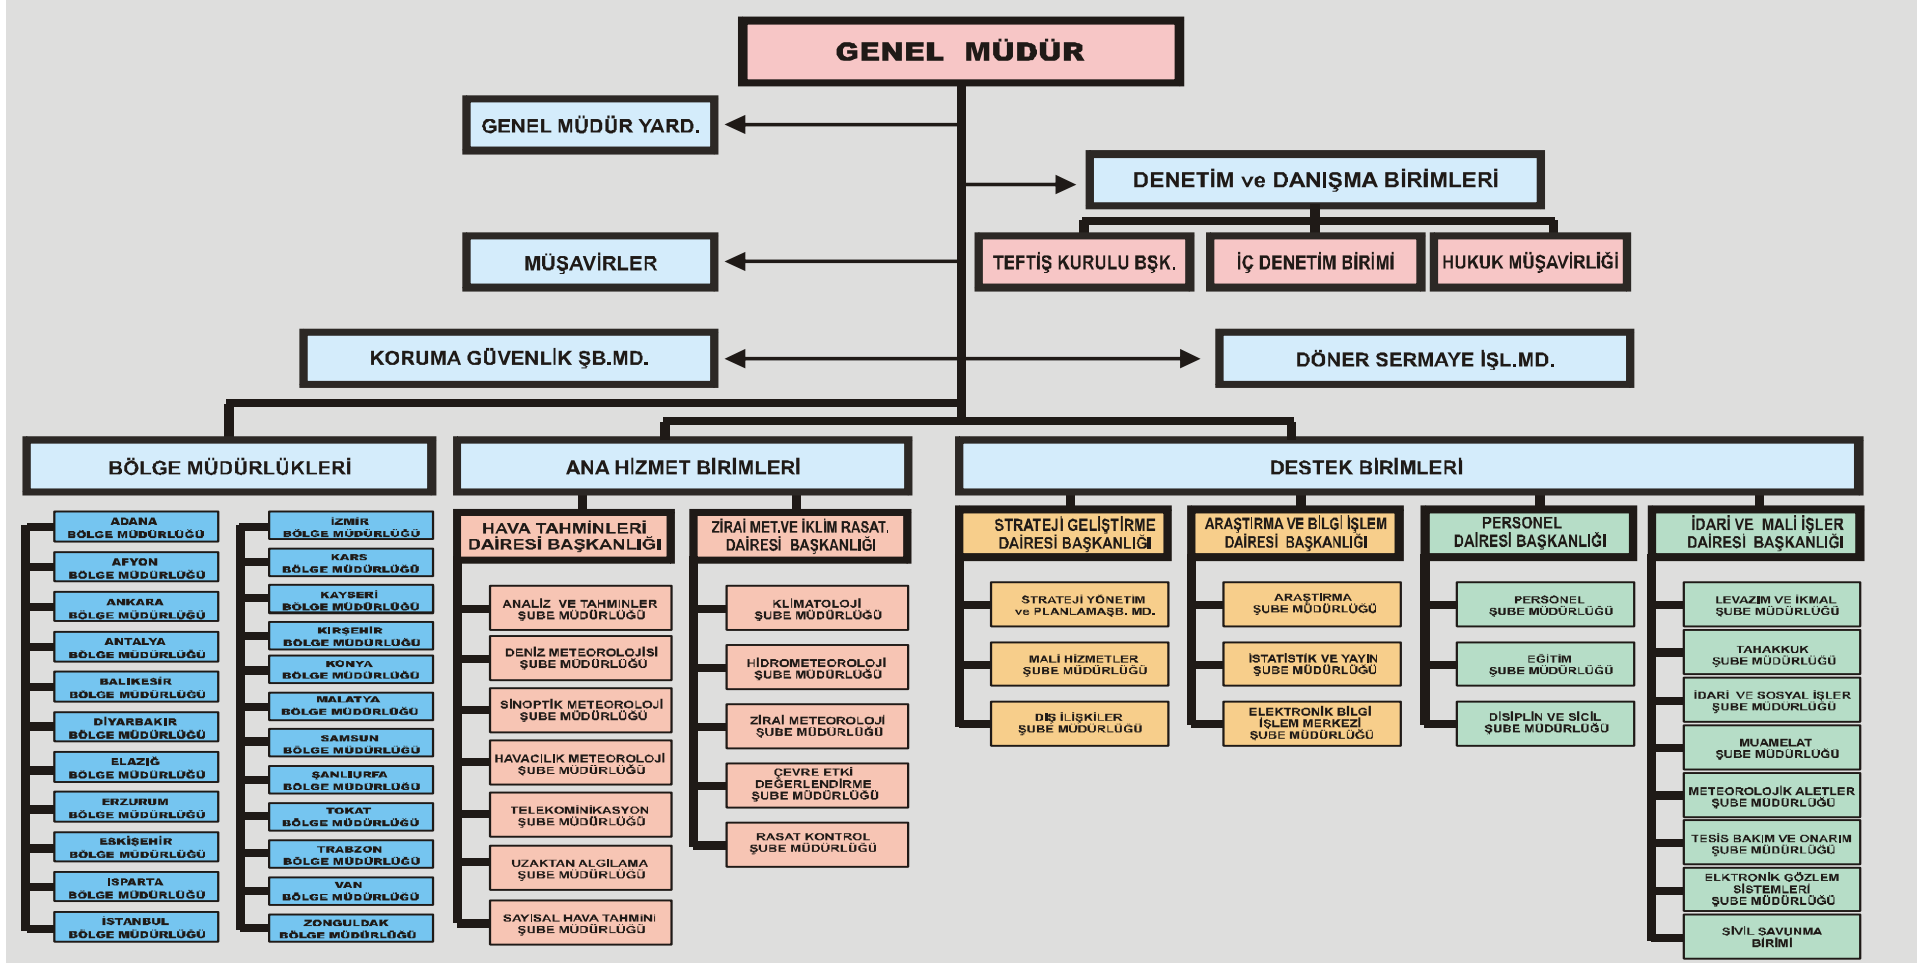 GENEL MÜDÜR
GENEL MÜDÜR YARD.
DENETİM ve DANIŞMA BİRİMLERİ
MÜŞAVİRLER
TEFTİŞ KURULU BŞK.
İÇ DENETİM BİRİMİ
HUKUK MÜŞAVİRLİĞİ
KORUMA GÜVENLİK ŞB.MD.
DÖNER SERMAYE İŞL.MD.
BÖLGE MÜDÜRLÜKLERİ
ADANA
BÖLGE MÜDÜRLÜĞÜ
AFYON
BÖLGE MÜDÜRLÜĞÜ
ANKARA
BÖLGE MÜDÜRLÜĞÜ
ANTALYA
BÖLGE MÜDÜRLÜĞÜ
BALIKESİR
BÖLGE MÜDÜRLÜĞÜ
DİYARBAKIR
BÖLGE MÜDÜRLÜĞÜ
ELAZIĞ
BÖLGE MÜDÜRLÜĞÜ
ERZURUM
BÖLGE MÜDÜRLÜĞÜ
ESKİŞEHİR
BÖLGE MÜDÜRLÜĞÜ
ISPARTA
BÖLGE MÜDÜRLÜĞÜ
İSTANBUL
BÖLGE MÜDÜRLÜĞÜ
İZMİR
BÖLGE MÜDÜRLÜĞÜ
KARS
BÖLGE MÜDÜRLÜĞÜ
KAYSERİ
BÖLGE MÜDÜRLÜĞÜ
KIRŞEHİR
BÖLGE MÜDÜRLÜĞÜ
KONYA
BÖLGE MÜDÜRLÜĞÜ
MALATYA
BÖLGE MÜDÜRLÜĞÜ
SAMSUN
BÖLGE MÜDÜRLÜĞÜ
ŞANLIURFA
BÖLGE MÜDÜRLÜĞÜ
TOKAT
BÖLGE MÜDÜRLÜĞÜ
TRABZON
BÖLGE MÜDÜRLÜĞÜ
VAN
BÖLGE MÜDÜRLÜĞÜ
ZONGULDAK
BÖLGE MÜDÜRLÜĞÜ
ANA HİZMET BİRİMLERİ
HAVA TAHMİNLERİ
DAİRESİ BAŞKANLIĞI
ANALİZ VE TAHMINLER
ŞUBE MÜDÜRLÜĞÜ
DENİZ METEOROLOJİSİ
ŞUBE MÜDÜRLÜĞÜ
SİNOPTİK METEOROLOJİ
ŞUBE MÜDÜRLÜĞÜ
HAVACILIK METEOROLOJİ
ŞUBE MÜDÜRLÜĞÜ
TELEKOMİNİKASYON
ŞUBE MÜDÜRLÜĞÜ
UZAKTAN ALGILAMA
ŞUBE MÜDÜRLÜĞÜ
SAYISAL HAVA TAHMİNİ
ŞUBE MÜDÜRLÜĞÜ
ZİRAİ MET.VE İKLİM RASAT.
DAİRESİ BAŞKANLIĞI
KLİMATOLOJİ
ŞUBE MÜDÜRLÜĞÜ
HİDROMETEOROLOJİ
ŞUBE MÜDÜRLÜĞÜ
ZİRAİ METEOROLOJİ
ŞUBE MÜDÜRLÜĞÜ
ÇEVRE ETKİ
DEĞERLENDİRME
ŞUBE MÜDÜRLÜĞÜ
RASAT KONTROL
ŞUBE MÜDÜRLÜĞÜ
DESTEK BİRİMLERİ
STRATEJİ GELİŞTİRME
DAİRESİ BAŞKANLIĞI
STRATEJİ YÖNETİM
ve PLANLAMAŞB. MD.
MALİ HİZMETLER
ŞUBE MÜDÜRLÜĞÜ
DIŞ İLİŞKİLER
ŞUBE MÜDÜRLÜĞÜ
ARAŞTIRMA VE BİLGİ İŞLEM
DAİRESİ BAŞKANLIĞI
ARAŞTIRMA
ŞUBE MÜDÜRLÜĞÜ
İSTATİSTİK VE YAYIN
ŞUBE MÜDÜRLÜĞÜ
ELEKTRONİK BİLGİ
İŞLEM MERKEZİ
ŞUBE MÜDÜRLÜĞÜ
PERSONEL
DAİRESİ BAŞKANLIĞI
PERSONEL
ŞUBE MÜDÜRLÜĞÜ
EĞİTİM
ŞUBE MÜDÜRLÜĞÜ
DISİPLIN VE SİCİL
ŞUBE MÜDÜRLÜĞÜ
İDARİ VE MALİ İŞLER
DAİRESİ BAŞKANLIĞI
LEVAZIM VE İKMAL
ŞUBE MÜDÜRLÜĞÜ
TAHAKKUK
ŞUBE MÜDÜRLÜĞÜ
İDARİ VE SOSYAL İŞLER
ŞUBE MÜDÜRLÜĞÜ
MUAMELAT
ŞUBE MÜDÜRLÜĞÜ
METEOROLOJİK ALETLER
ŞUBE MÜDÜRLÜĞÜ
TESİS BAKIM VE ONARIM
ŞUBE MÜDÜRLÜĞÜ
ELKTRONİK GÖZLEM
SİSTEMLERİ
ŞUBE MÜDÜRLÜĞÜ
SİVİL SAVUNMA
BİRİMİ